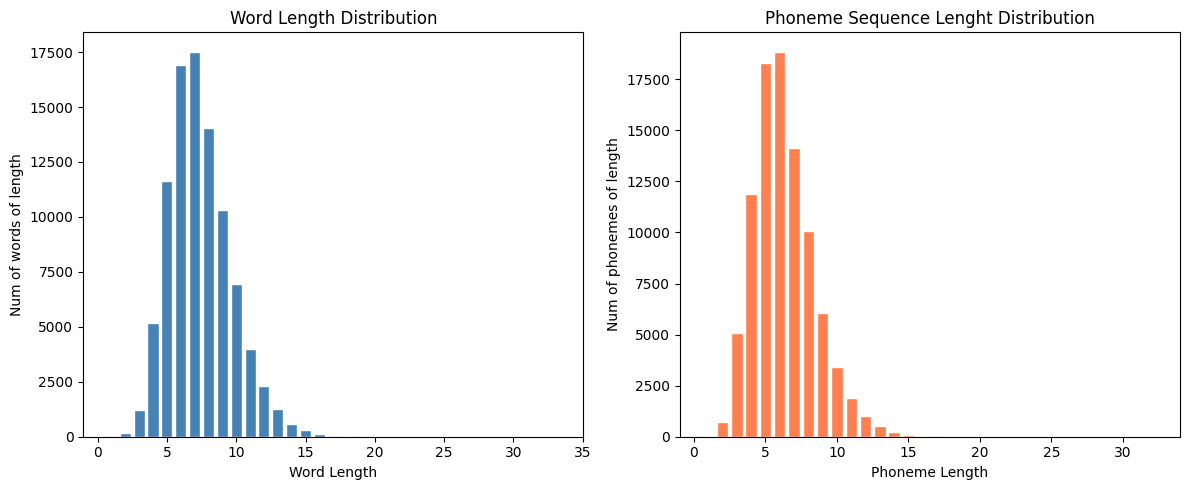 Word Length Distribution
Num of words of length
17500
15000
12500
10000
7500
5000
2500
0
0 5 10 15 20 25 30 35
Word Length
Phoneme Sequence Lenght Distribution
Num of phonemes of length
17500
15000
12500
10000
7500
5000
2500
0
0 5 10 15 20 25 30
Phoneme Length